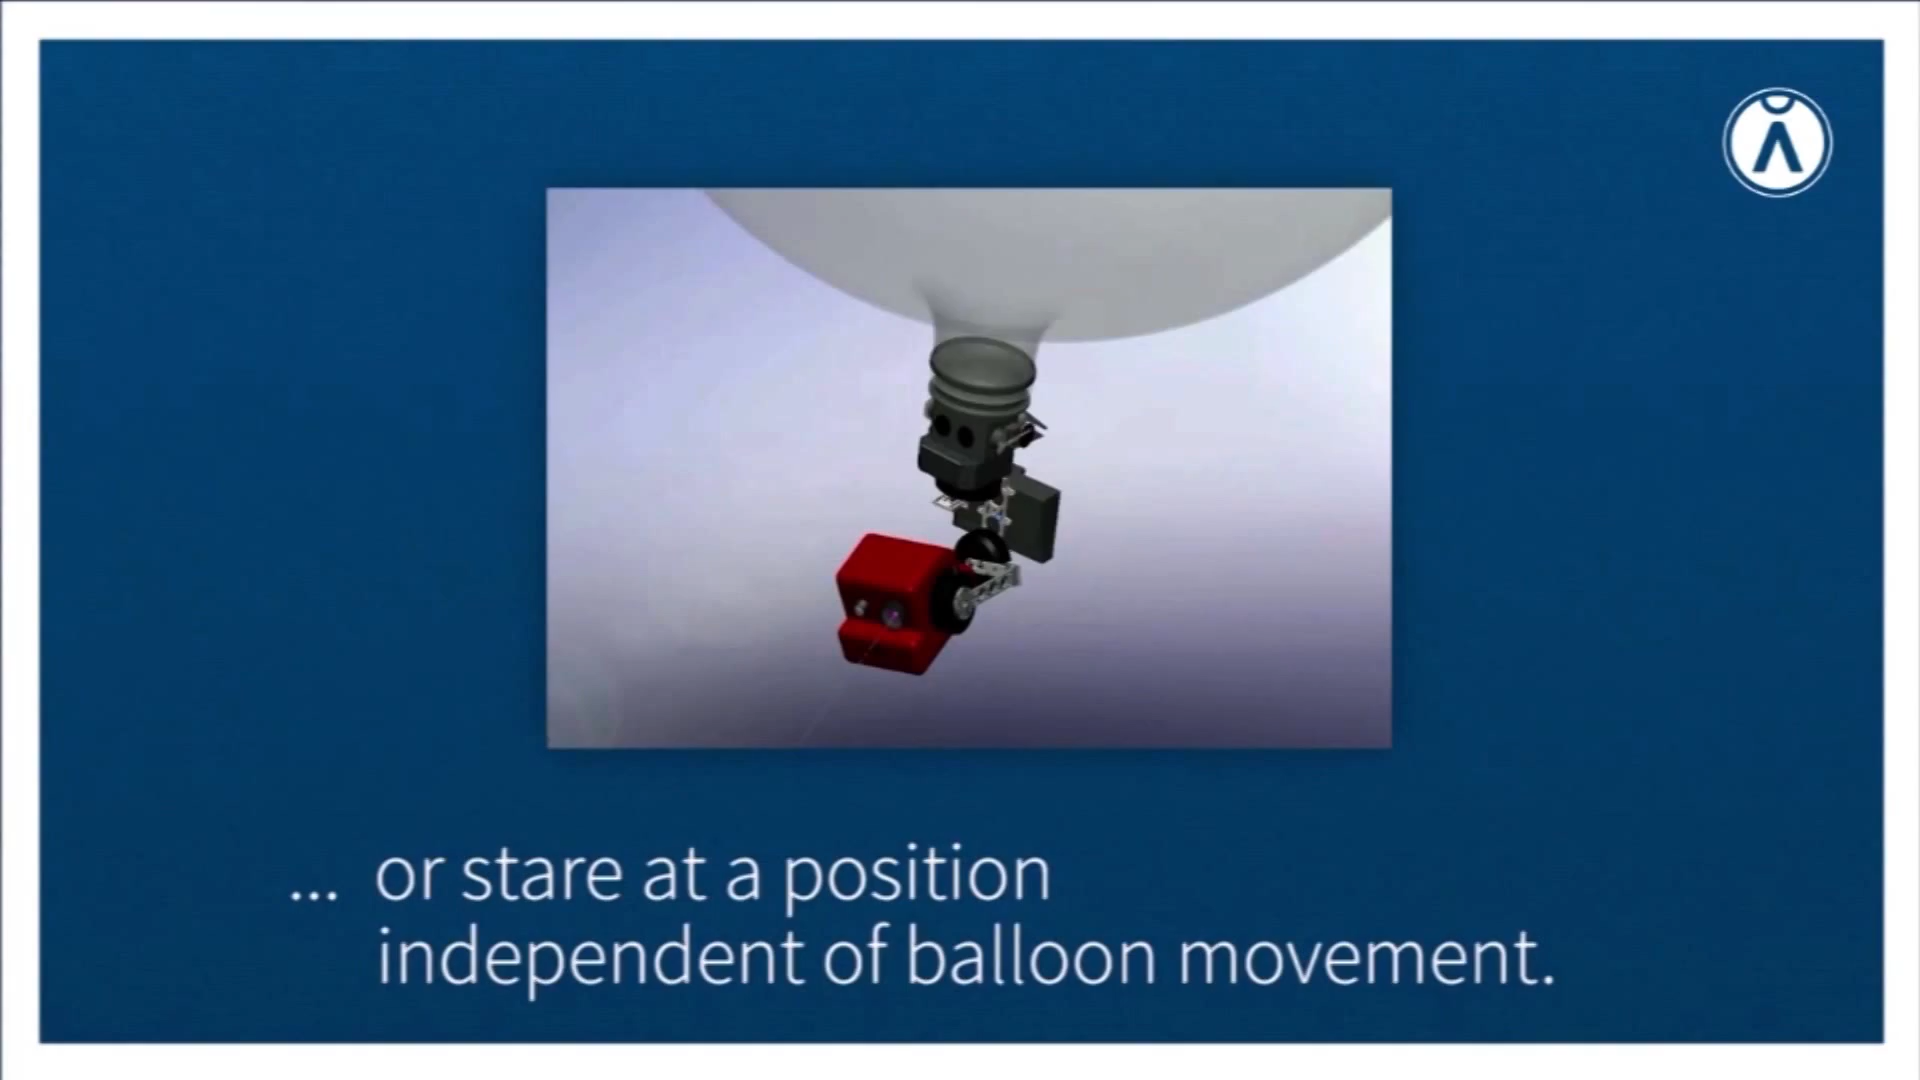 ... or stare at a position
independent of balloon movement.